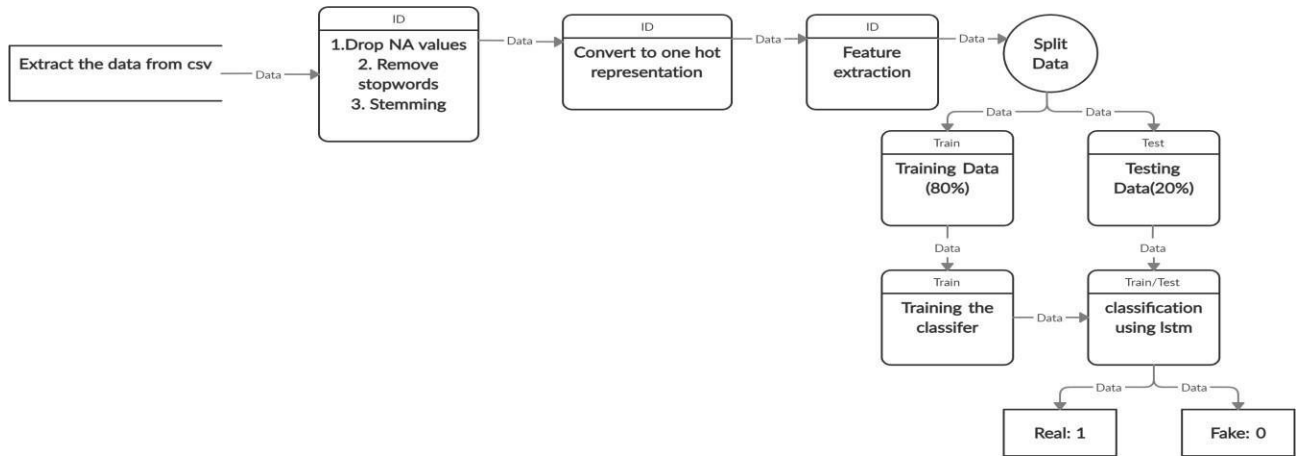 Extract the data from csv
Data
ID
1.Drop NA values
2. Remove
stopwords
3. Stemming
Data
ID
Convert to one hot
representation
Data
ID
Feature
extraction
Data
Split
Data
Data
Data
Train
Training Data
(80%)
Test
Testing
Data(20%)
Data
Data
Train
Training the
classifer
Data
Train/Test
classification
using lstm
Data
Data
Real: 1
Fake: 0